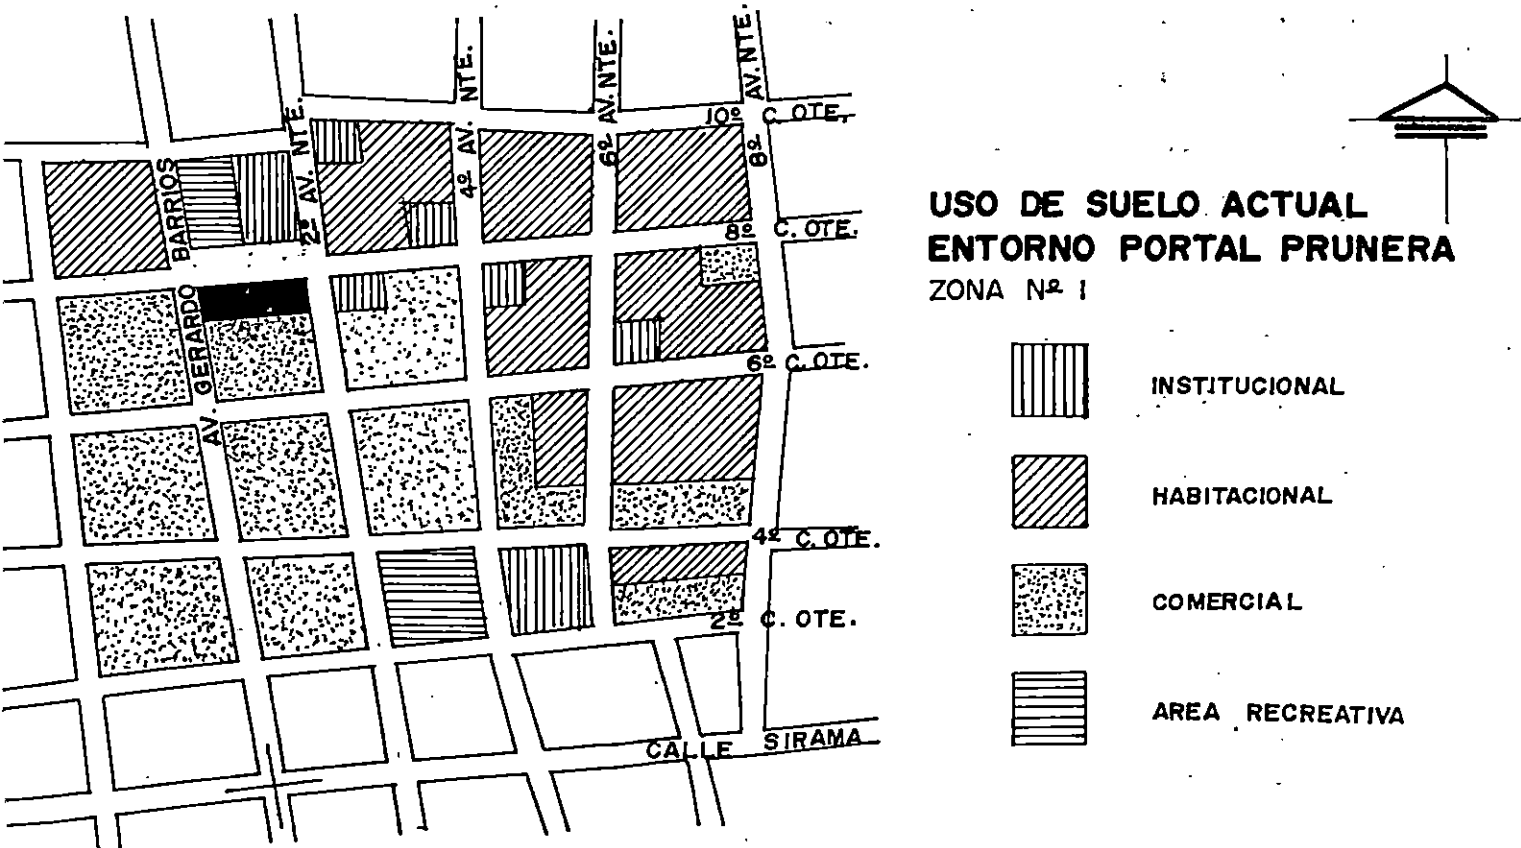 USO DE SUELO ACTUAL
ENTORNO PORTAL PRUNERA
ZONA Nº 1
INSTITUCIONAL
HABITACIONAL
COMERCIAL
AREA RECREATIVA
AV. GERARDO BARRIOS
2º AV. NTE.
4º AV. NTE.
6º AV. NTE.
8º AV. NTE.
10º C. OTE.
8º C. OTE.
6º C. OTE.
4º C. OTE.
2º C. OTE.
CALLE SIRAMA